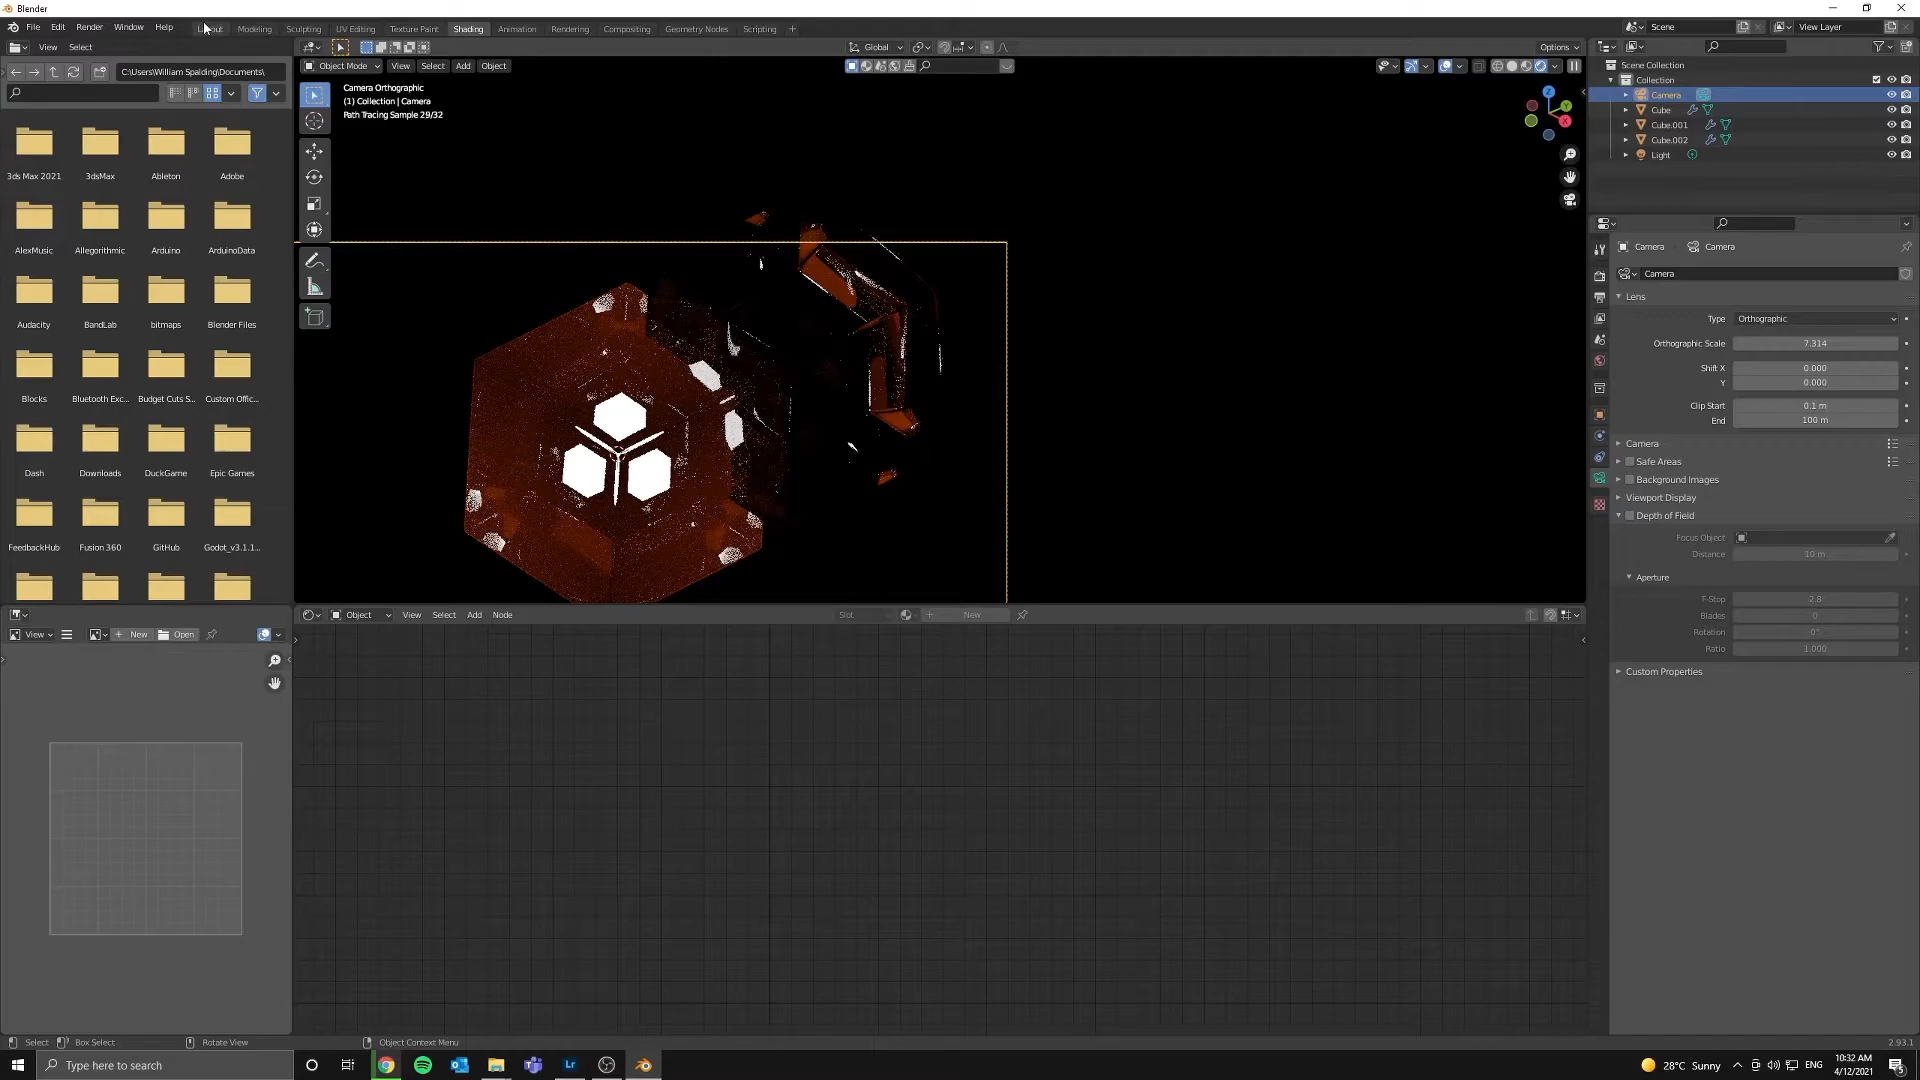 Blender
File Edit Render Window Help
Modeling Sculpting UV Editing Texture Paint Shading Animation Rendering Compositing Geometry Nodes Scripting +
Scene
View Layer
View Select
Global
Options
C:\Users\William Spalding\Documents\
Object Mode View Select Add Object
Camera Orthographic
(1) Collection | Camera
Path Tracing Sample 29/32
Z
Y
X
Scene Collection
Collection
Camera
Cube
Cube.001
Cube.002
Light
3ds Max 2021 3dsMax Ableton Adobe
AlexMusic Allegorithmic Arduino ArduinoData
Audacity BandLab bitmaps Blender Files
Blocks Bluetooth Exc... Budget Cuts S... Custom Offic...
Dash Downloads DuckGame Epic Games
FeedbackHub Fusion 360 GitHub Godot_v3.1.1...
Camera Camera
Camera
Lens
Type Orthographic
Orthographic Scale 7.314
Shift X 0.000
Y 0.000
Clip Start 0.1 m
End 100 m
Camera
Safe Areas
Background Images
Viewport Display
Depth of Field
Focus Object
Distance 10 m
Aperture
F-Stop 2.8
Blades 0
Rotation 0°
Ratio 1.000
Custom Properties
View + New Open
Object View Select Add Node Slot + New
Select Box Select Rotate View Object Context Menu
2.93.1
Type here to search
Lr
28°C Sunny
ENG
10:32 AM
4/12/2021